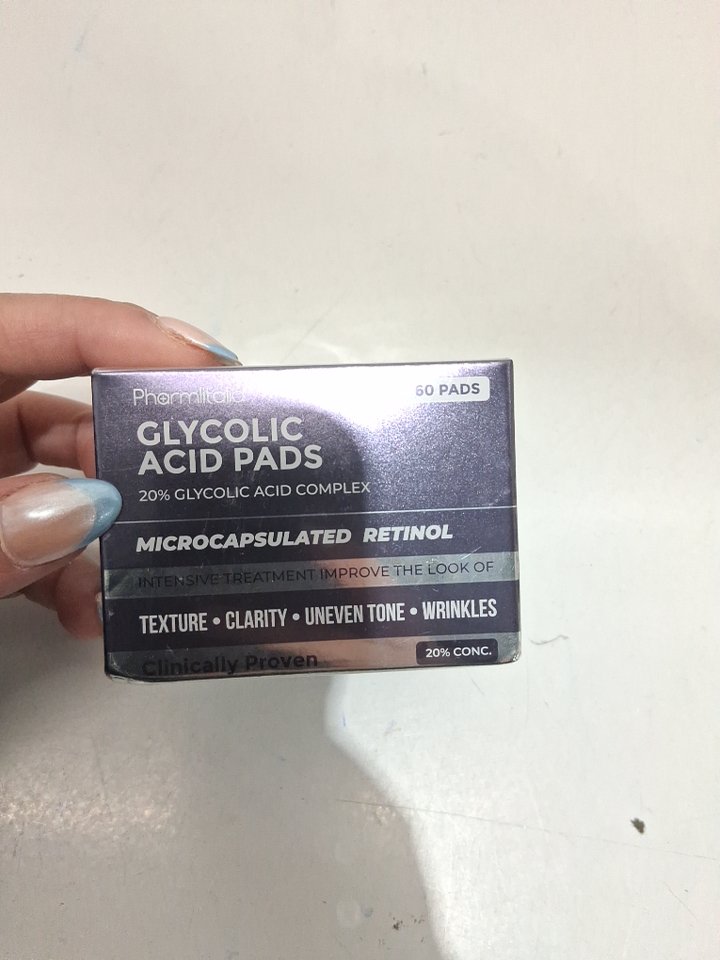 Pharmlitalia
60 PADS
GLYCOLIC
ACID PADS
20% GLYCOLIC ACID COMPLEX
MICROCAPSULATED RETINOL
INTENSIVE TREATMENT IMPROVE THE LOOK OF
TEXTURE • CLARITY • UNEVEN TONE • WRINKLES
Clinically Proven
20% CONC.